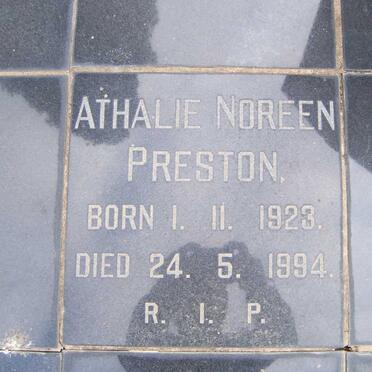 ATHALIE NOREEN
PRESTON.
BORN 1. 11. 1923.
DIED 24. 5. 1994.
R. I. P.